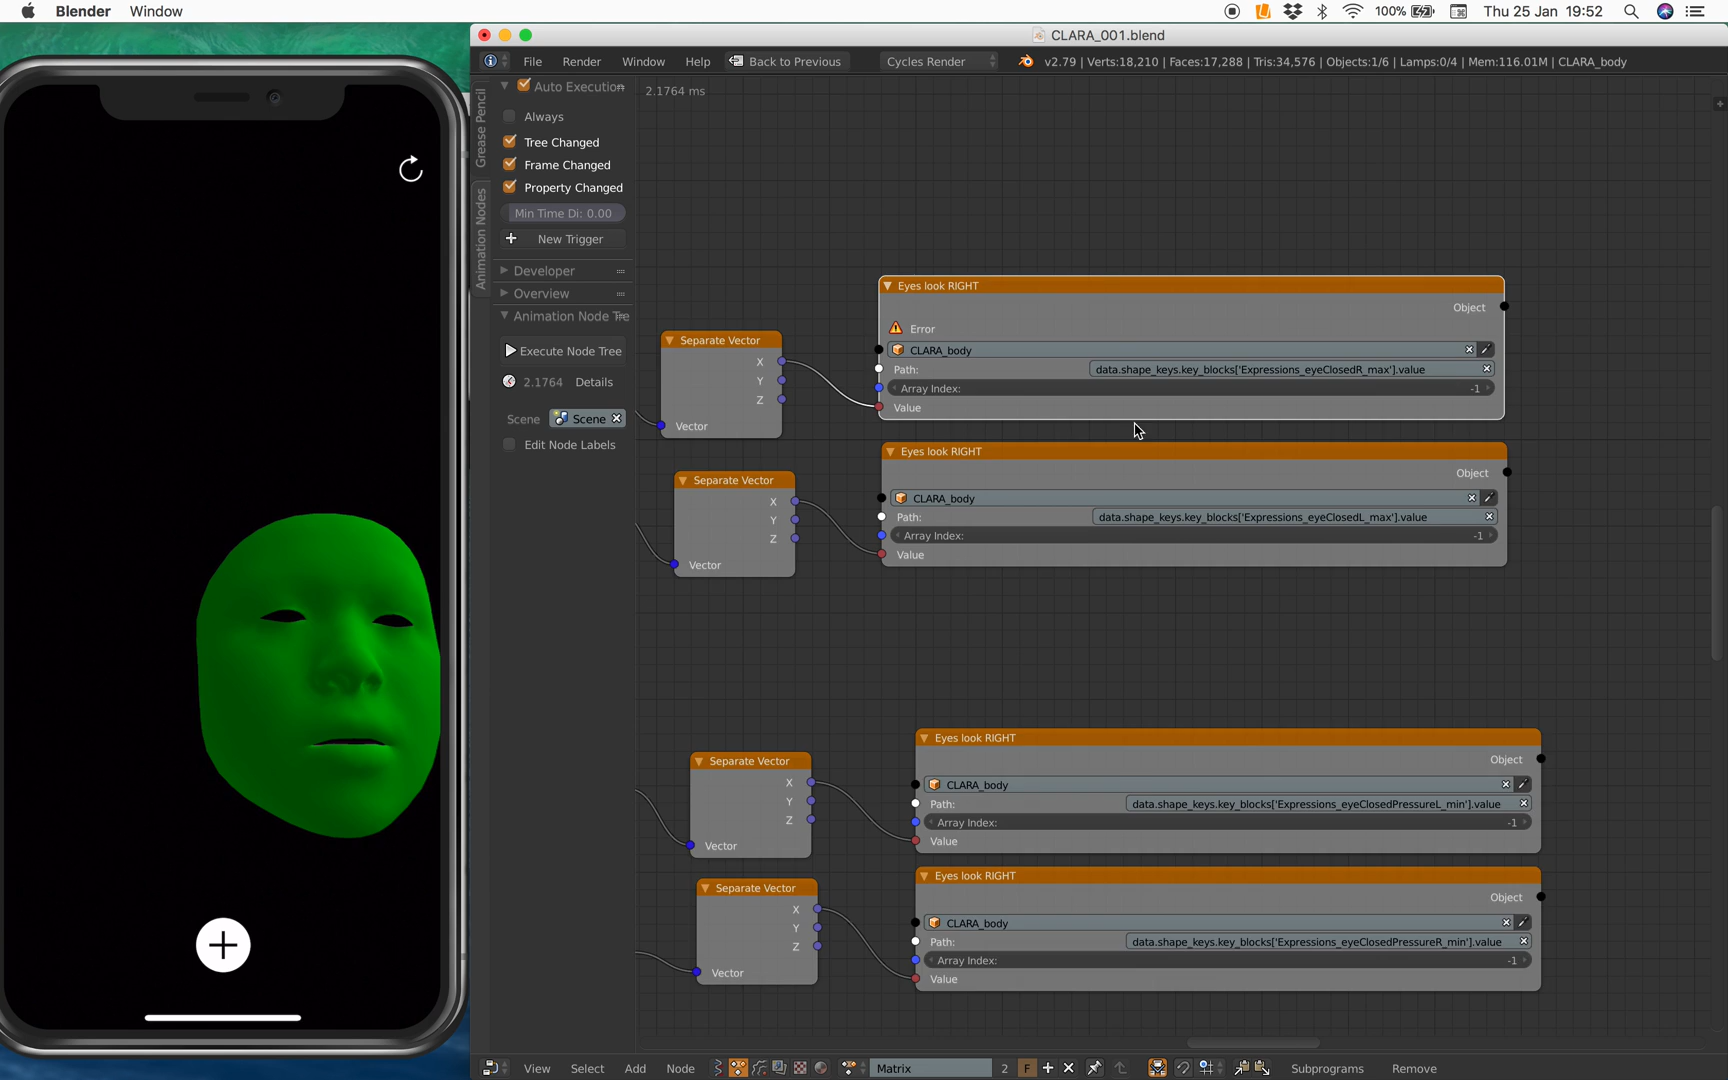 Blender Window
100% Thu 25 Jan 19:52
CLARA_001.blend
File Render Window Help Back to Previous Cycles Render v2.79 | Verts:18,210 | Faces:17,288 | Tris:34,576 | Objects:1/6 | Lamps:0/4 | Mem:116.01M | CLARA_body
Grease Pencil
Animation Nodes
Auto Execution
Always
Tree Changed
Frame Changed
Property Changed
Min Time Di: 0.00
New Trigger
Developer
Overview
Animation Node Tre
Execute Node Tree
2.1764 Details
Scene Scene
Edit Node Labels
2.1764 ms
Separate Vector
X
Y
Z
Vector
Eyes look RIGHT
Object
Error
CLARA_body
Path: data.shape_keys.key_blocks['Expressions_eyeClosedR_max'].value
Array Index: -1
Value
Separate Vector
X
Y
Z
Vector
Eyes look RIGHT
Object
CLARA_body
Path: data.shape_keys.key_blocks['Expressions_eyeClosedL_max'].value
Array Index: -1
Value
Separate Vector
X
Y
Z
Vector
Eyes look RIGHT
Object
CLARA_body
Path: data.shape_keys.key_blocks['Expressions_eyeClosedPressureL_min'].value
Array Index: -1
Value
Separate Vector
X
Y
Z
Vector
Eyes look RIGHT
Object
CLARA_body
Path: data.shape_keys.key_blocks['Expressions_eyeClosedPressureR_min'].value
Array Index: -1
Value
View Select Add Node Matrix 2 F Subprograms Remove